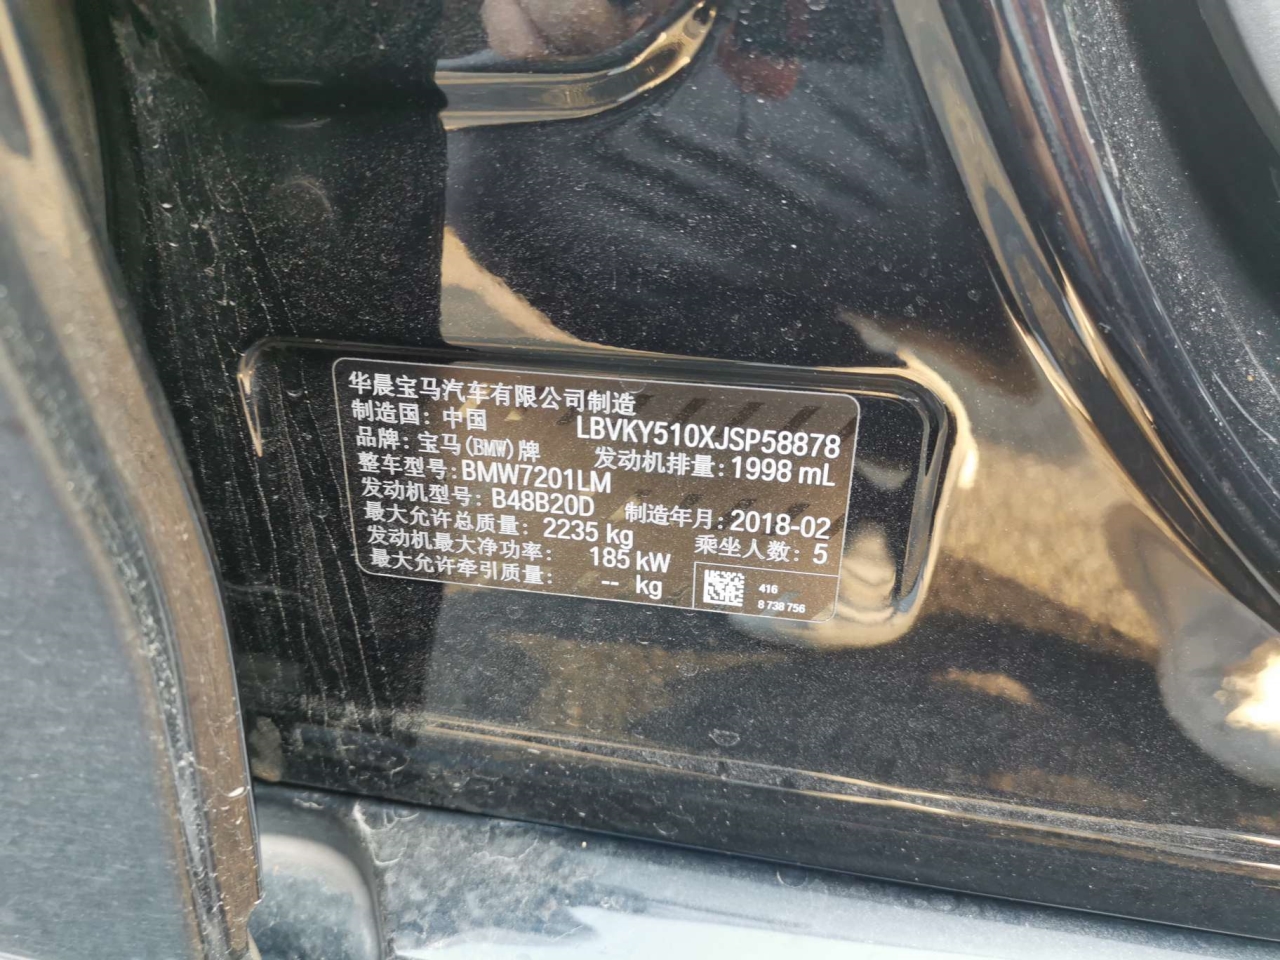 华晨宝马汽车有限公司制造
制造国：中国
LBVKY510XJSP58878
品牌：宝马(BMW)牌
发动机排量：1998 mL
整车型号：BMW7201LM
发动机型号：B48B20D
制造年月：2018-02
最大允许总质量：2235 kg
乘坐人数：5
发动机最大净功率：185 kW
最大允许牵引质量：-- kg
416
8 738 756